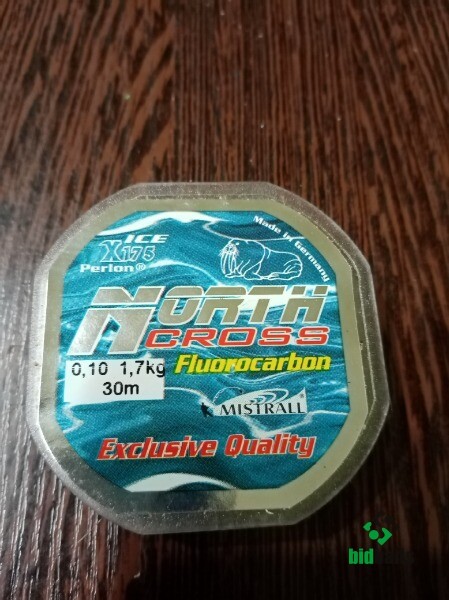 ICE
X175
Perlon®
Made in Germany
NORTH
CROSS
0,10 1,7kg
30m
Fluorocarbon
MISTRALL
Exclusive Quality
bid